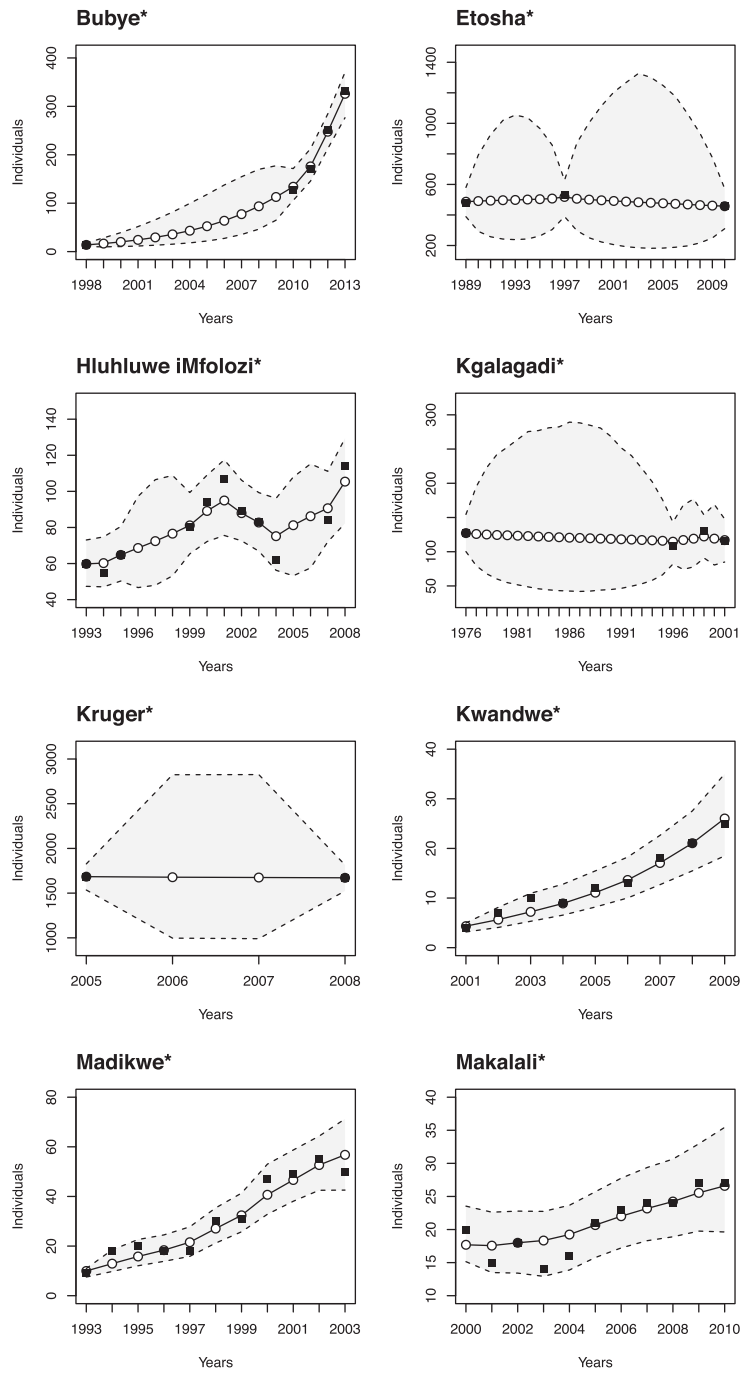 Bubye*
Individuals
0 100 200 300 400
1998 2001 2004 2007 2010 2013
Years
Etosha*
Individuals
200 600 1000 1400
1989 1993 1997 2001 2005 2009
Years
Hluhluwe iMfolozi*
Individuals
40 60 80 100 120 140
1993 1996 1999 2002 2005 2008
Years
Kgalagadi*
Individuals
50 100 200 300
1976 1981 1986 1991 1996 2001
Years
Kruger*
Individuals
1000 1500 2000 2500 3000
2005 2006 2007 2008
Years
Kwandwe*
Individuals
0 10 20 30 40
2001 2003 2005 2007 2009
Years
Madikwe*
Individuals
0 20 40 60 80
1993 1995 1997 1999 2001 2003
Years
Makalali*
Individuals
10 15 20 25 30 35 40
2000 2002 2004 2006 2008 2010
Years